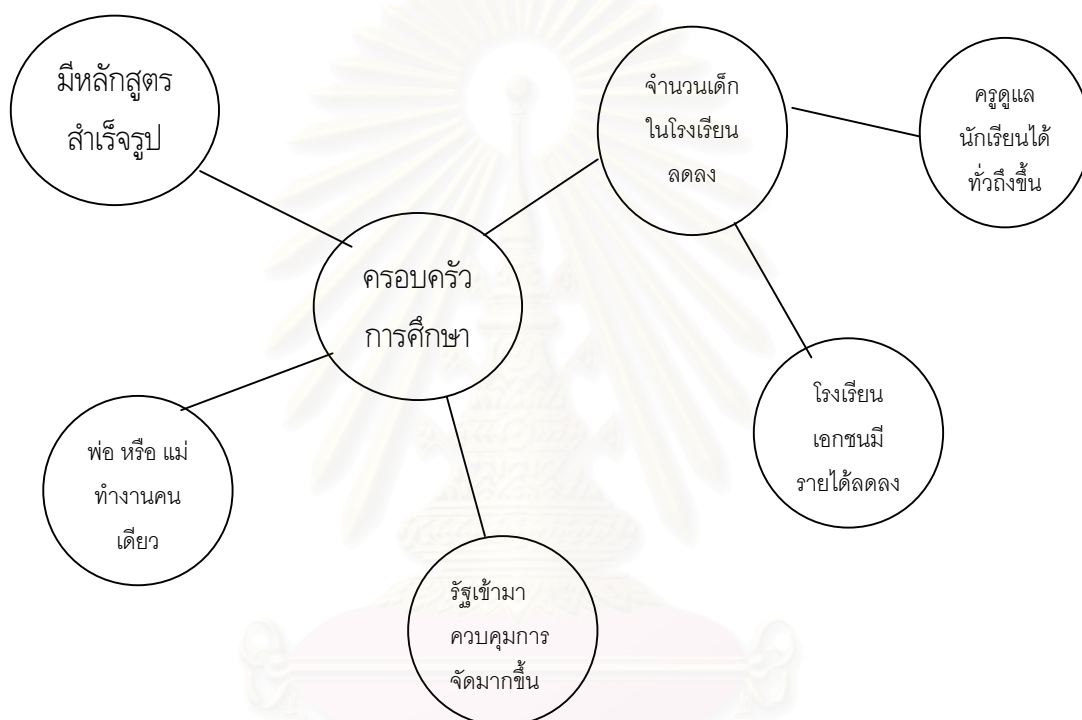 มีหลักสูตร
สำเร็จรูป
จำนวนเด็ก
ในโรงเรียน
ลดลง
ครูดูแล
นักเรียนได้
ทั่วถึงขึ้น
ครอบครัว
การศึกษา
โรงเรียน
เอกชนมี
รายได้ลดลง
พ่อ หรือ แม่
ทำงานคน
เดียว
รัฐเข้ามา
ควบคุมการ
จัดมากขึ้น